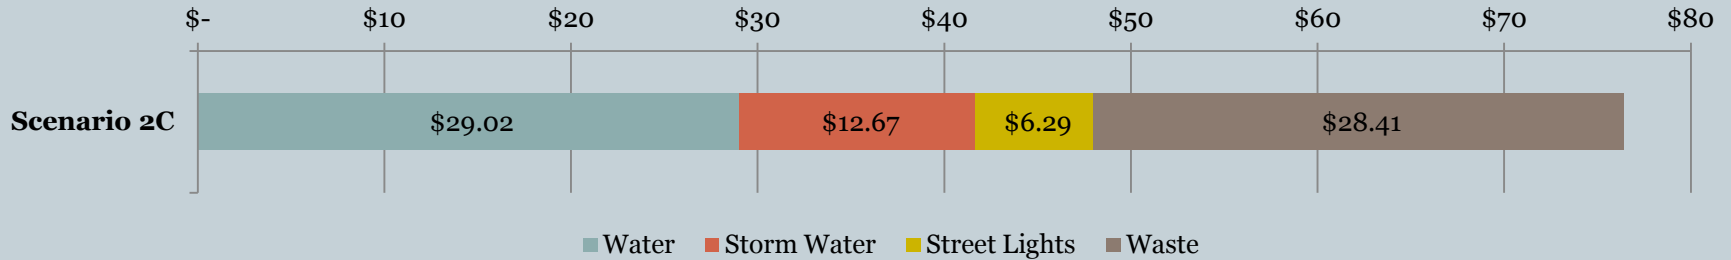 $- $10 $20 $30 $40 $50 $60 $70 $80
Scenario 2C $29.02 $12.67 $6.29 $28.41
Water Storm Water Street Lights Waste